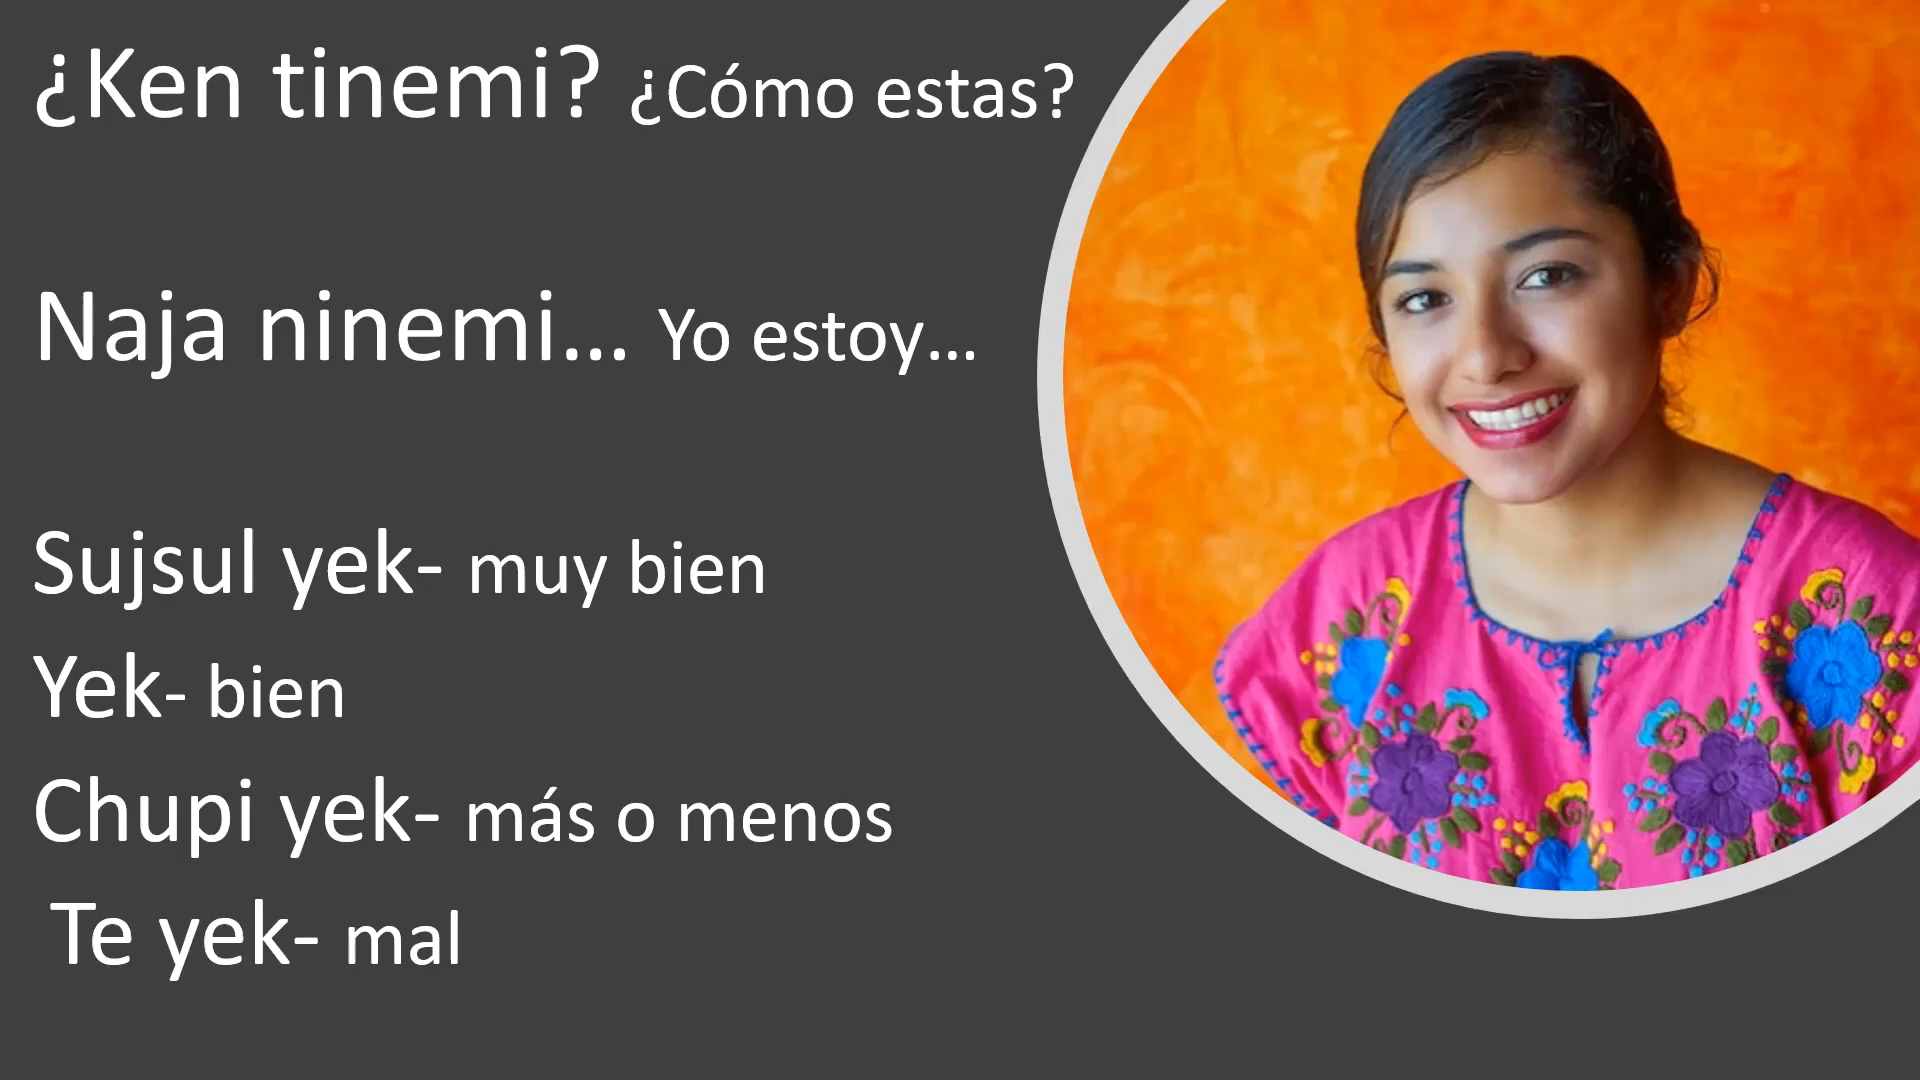 ¿Ken tinemi? ¿Cómo estas?
Naja ninemi... Yo estoy...
Sujsul yek- muy bien
Yek- bien
Chupi yek- más o menos
Te yek- mal